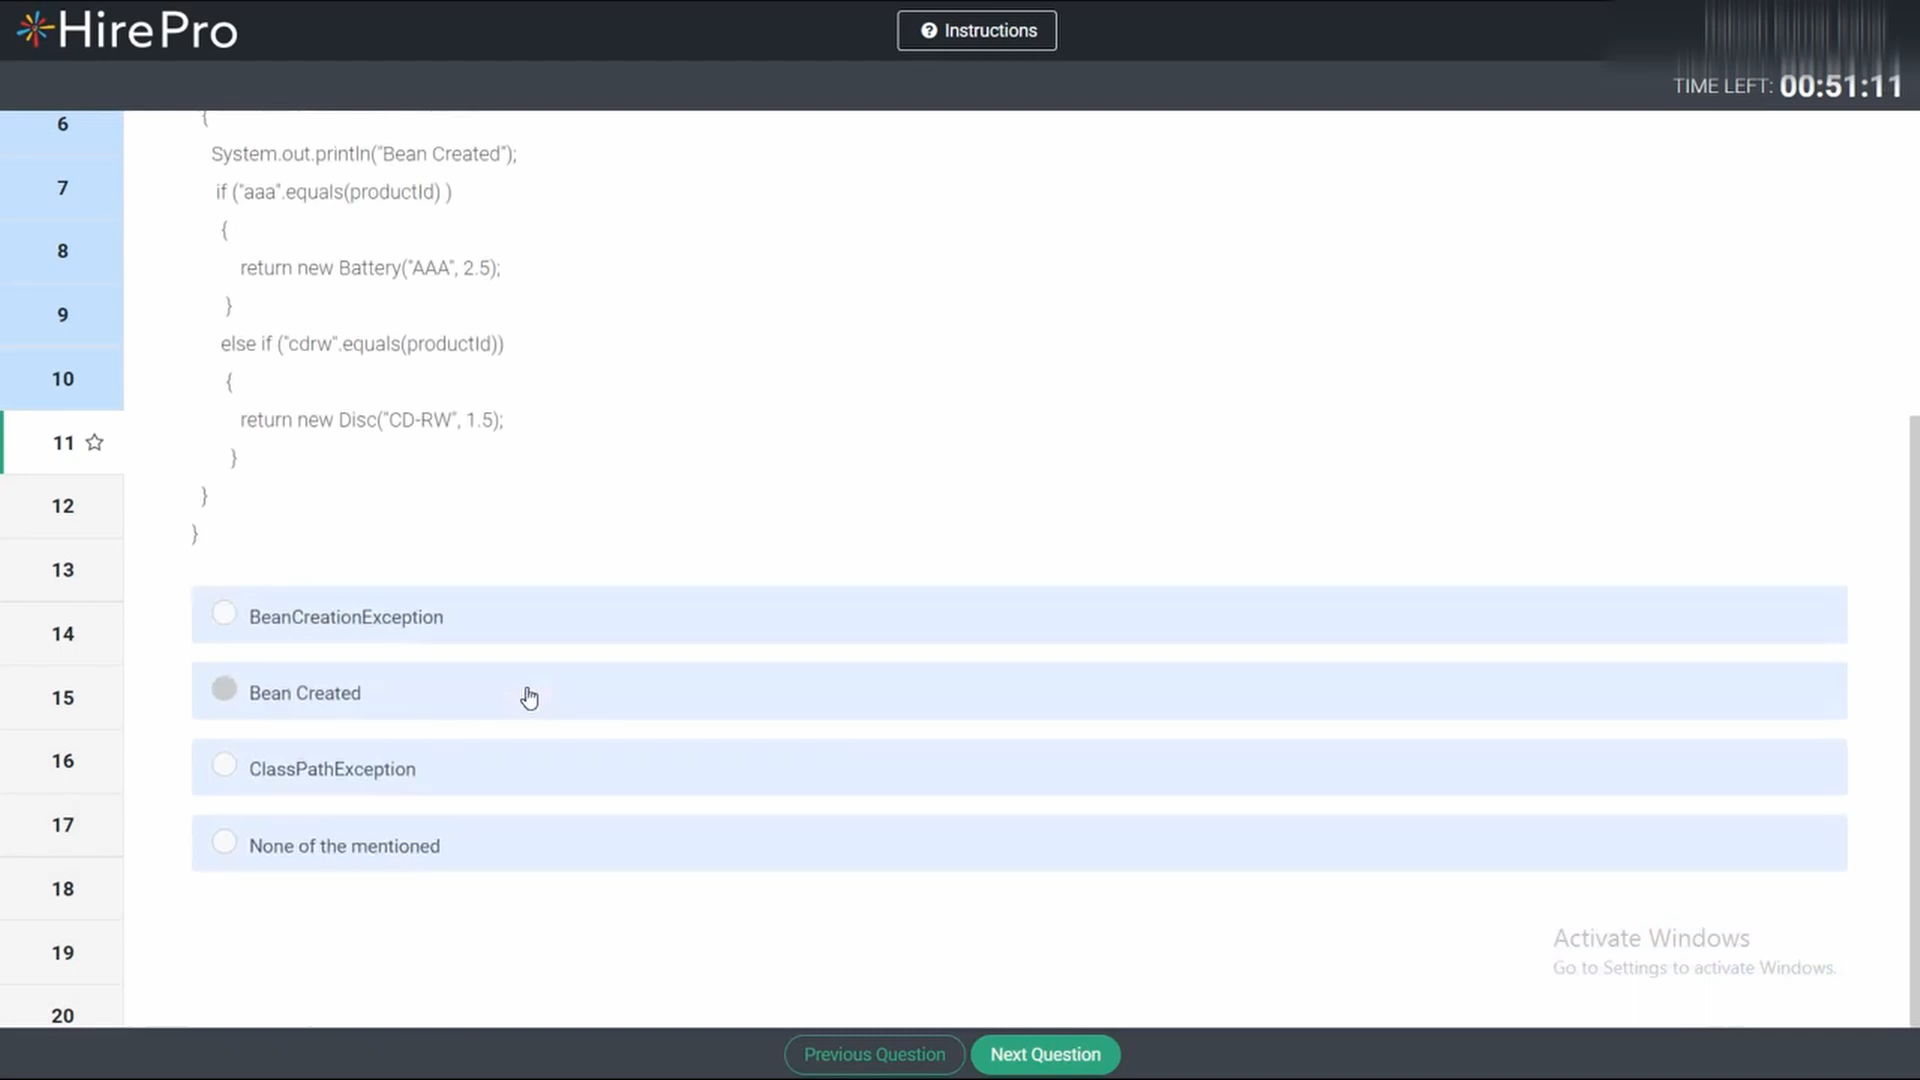 HirePro
Instructions
TIME LEFT: 00:51:11
6
7
8
9
10
11
12
13
14
15
16
17
18
19
20
{
System.out.println("Bean Created");
if ("aaa".equals(productId) )
{
return new Battery("AAA", 2.5);
}
else if ("cdrw".equals(productId))
{
return new Disc("CD-RW", 1.5);
}
}
}
BeanCreationException
Bean Created
ClassPathException
None of the mentioned
Activate Windows
Go to Settings to activate Windows.
Previous Question
Next Question